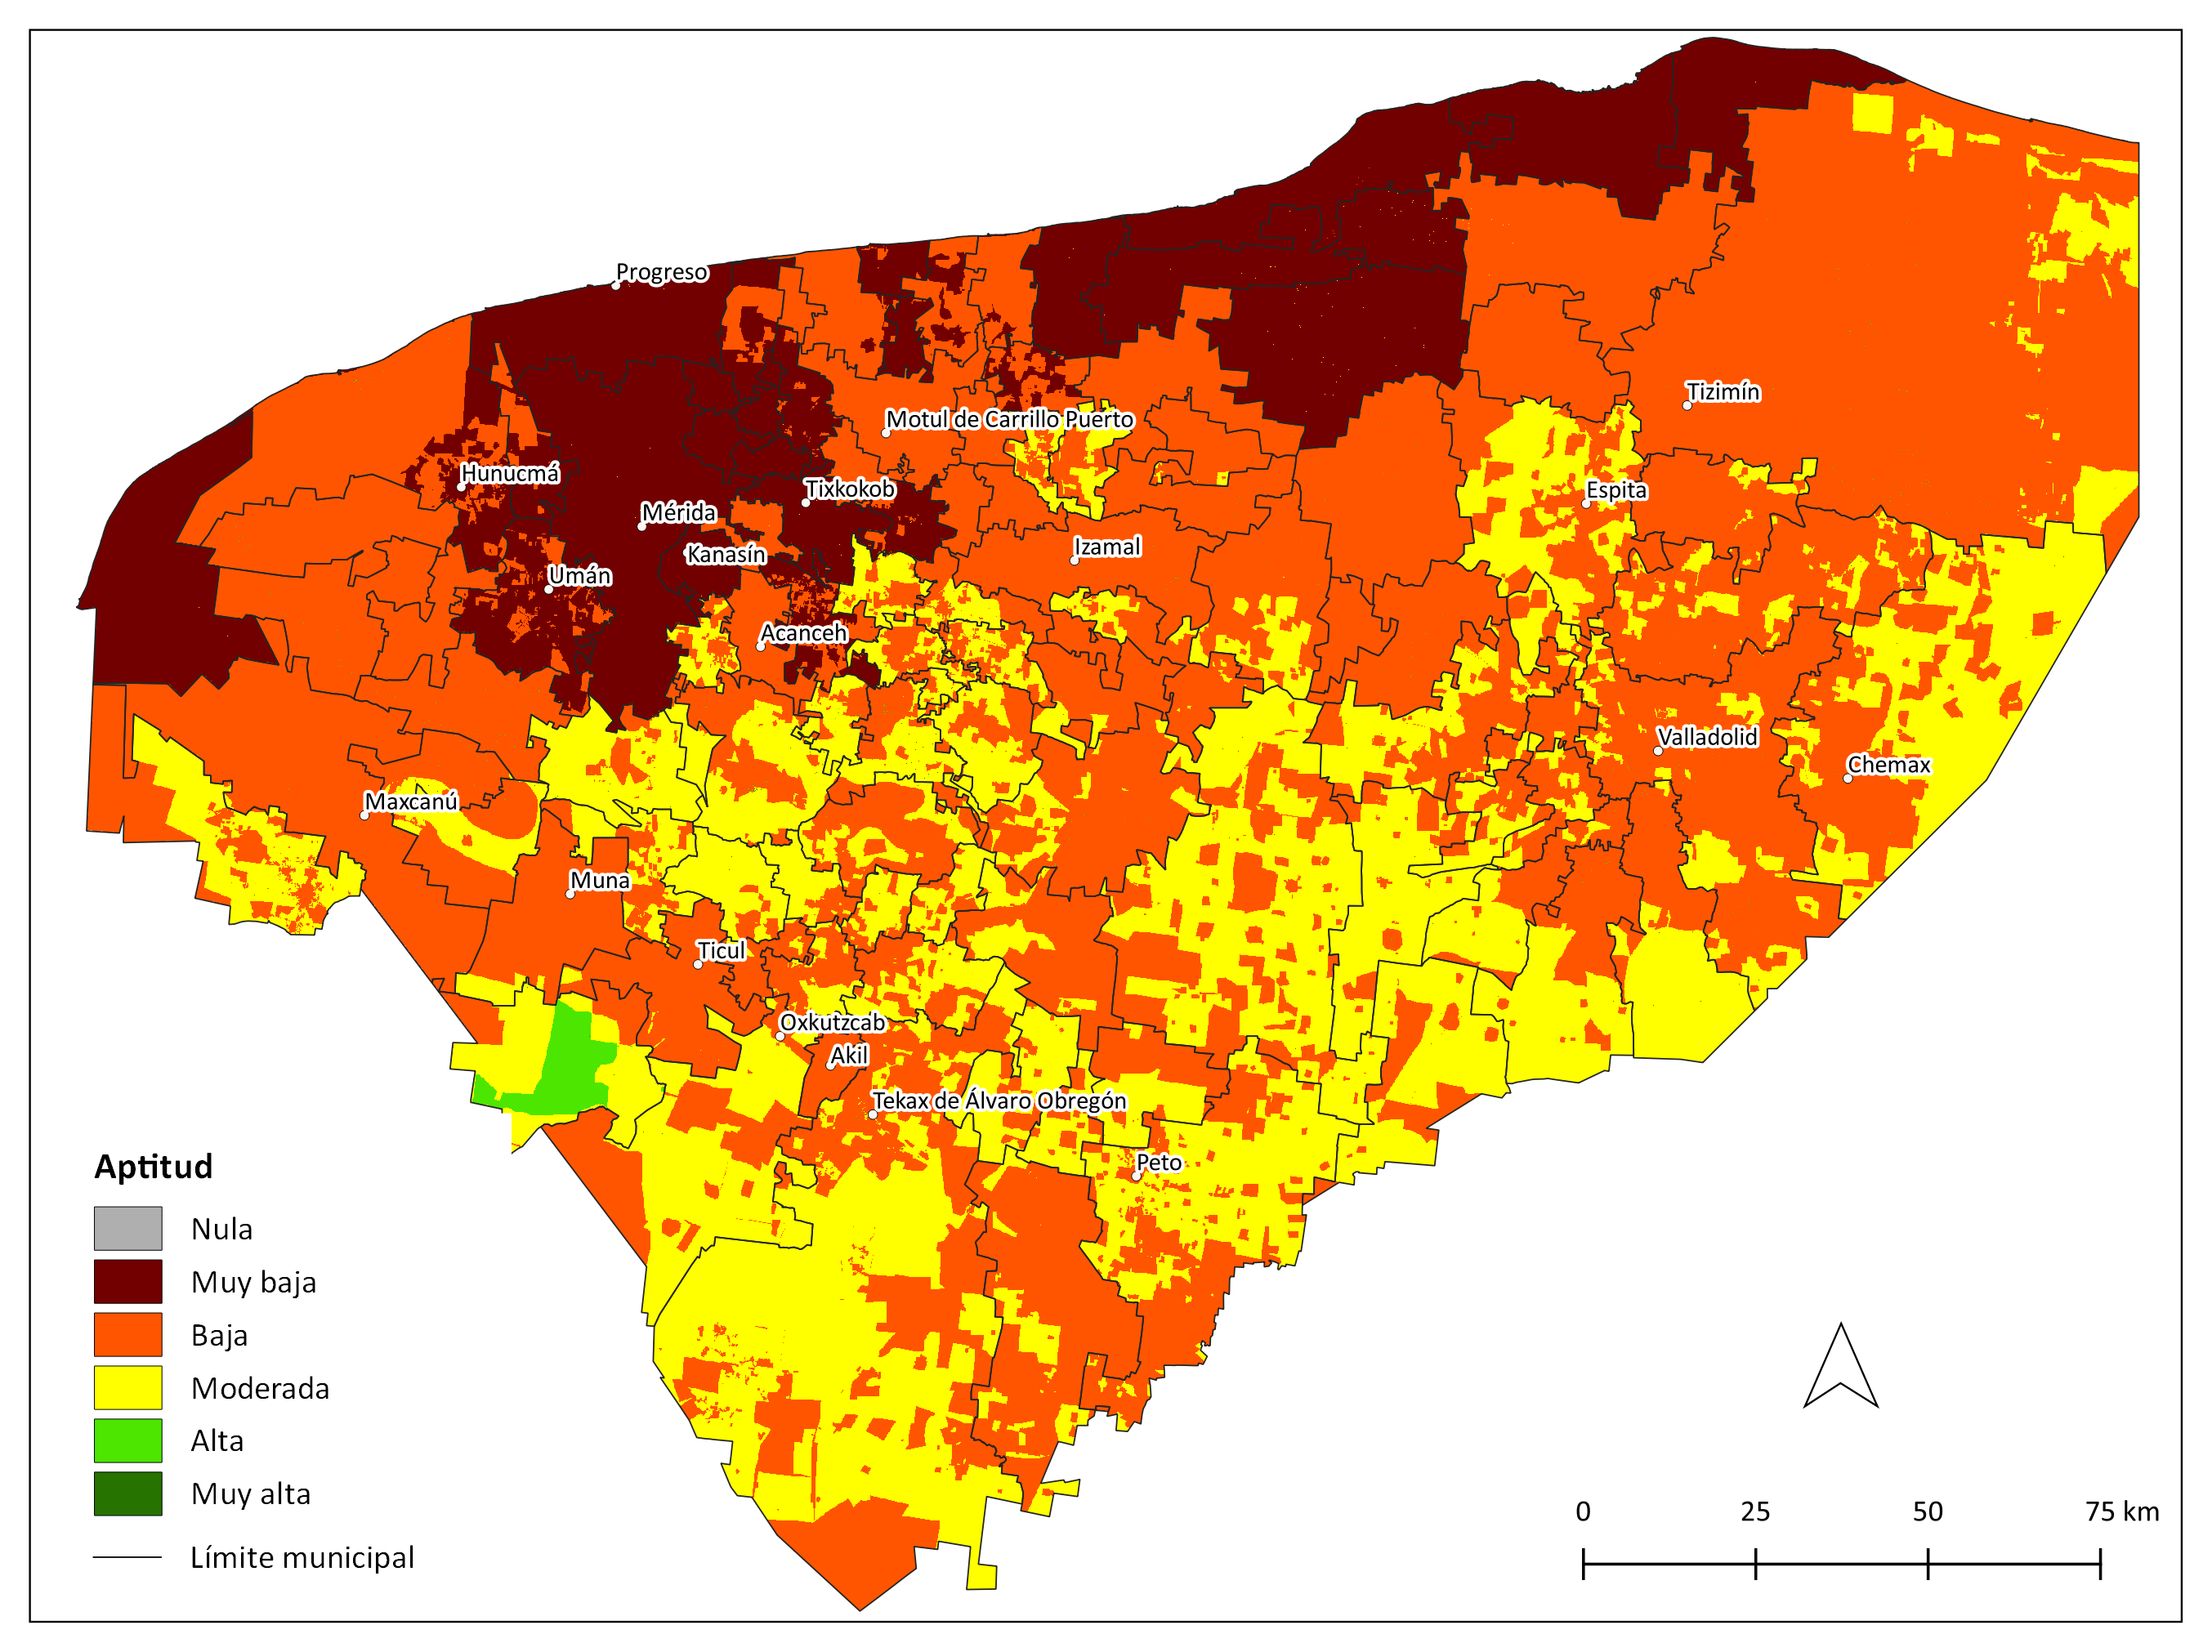 Progreso
Tizimín
Motul de Carrillo Puerto
Hunucmá
Tixkokob
Espita
Mérida
Izamal
Kanasín
Umán
Acanceh
Valladolid
Chemax
Maxcanú
Muna
Ticul
Oxkutzcab
Akil
Tekax de Álvaro Obregón
Peto
Aptitud
Nula
Muy baja
Baja
Moderada
Alta
Muy alta
Límite municipal
0 25 50 75 km